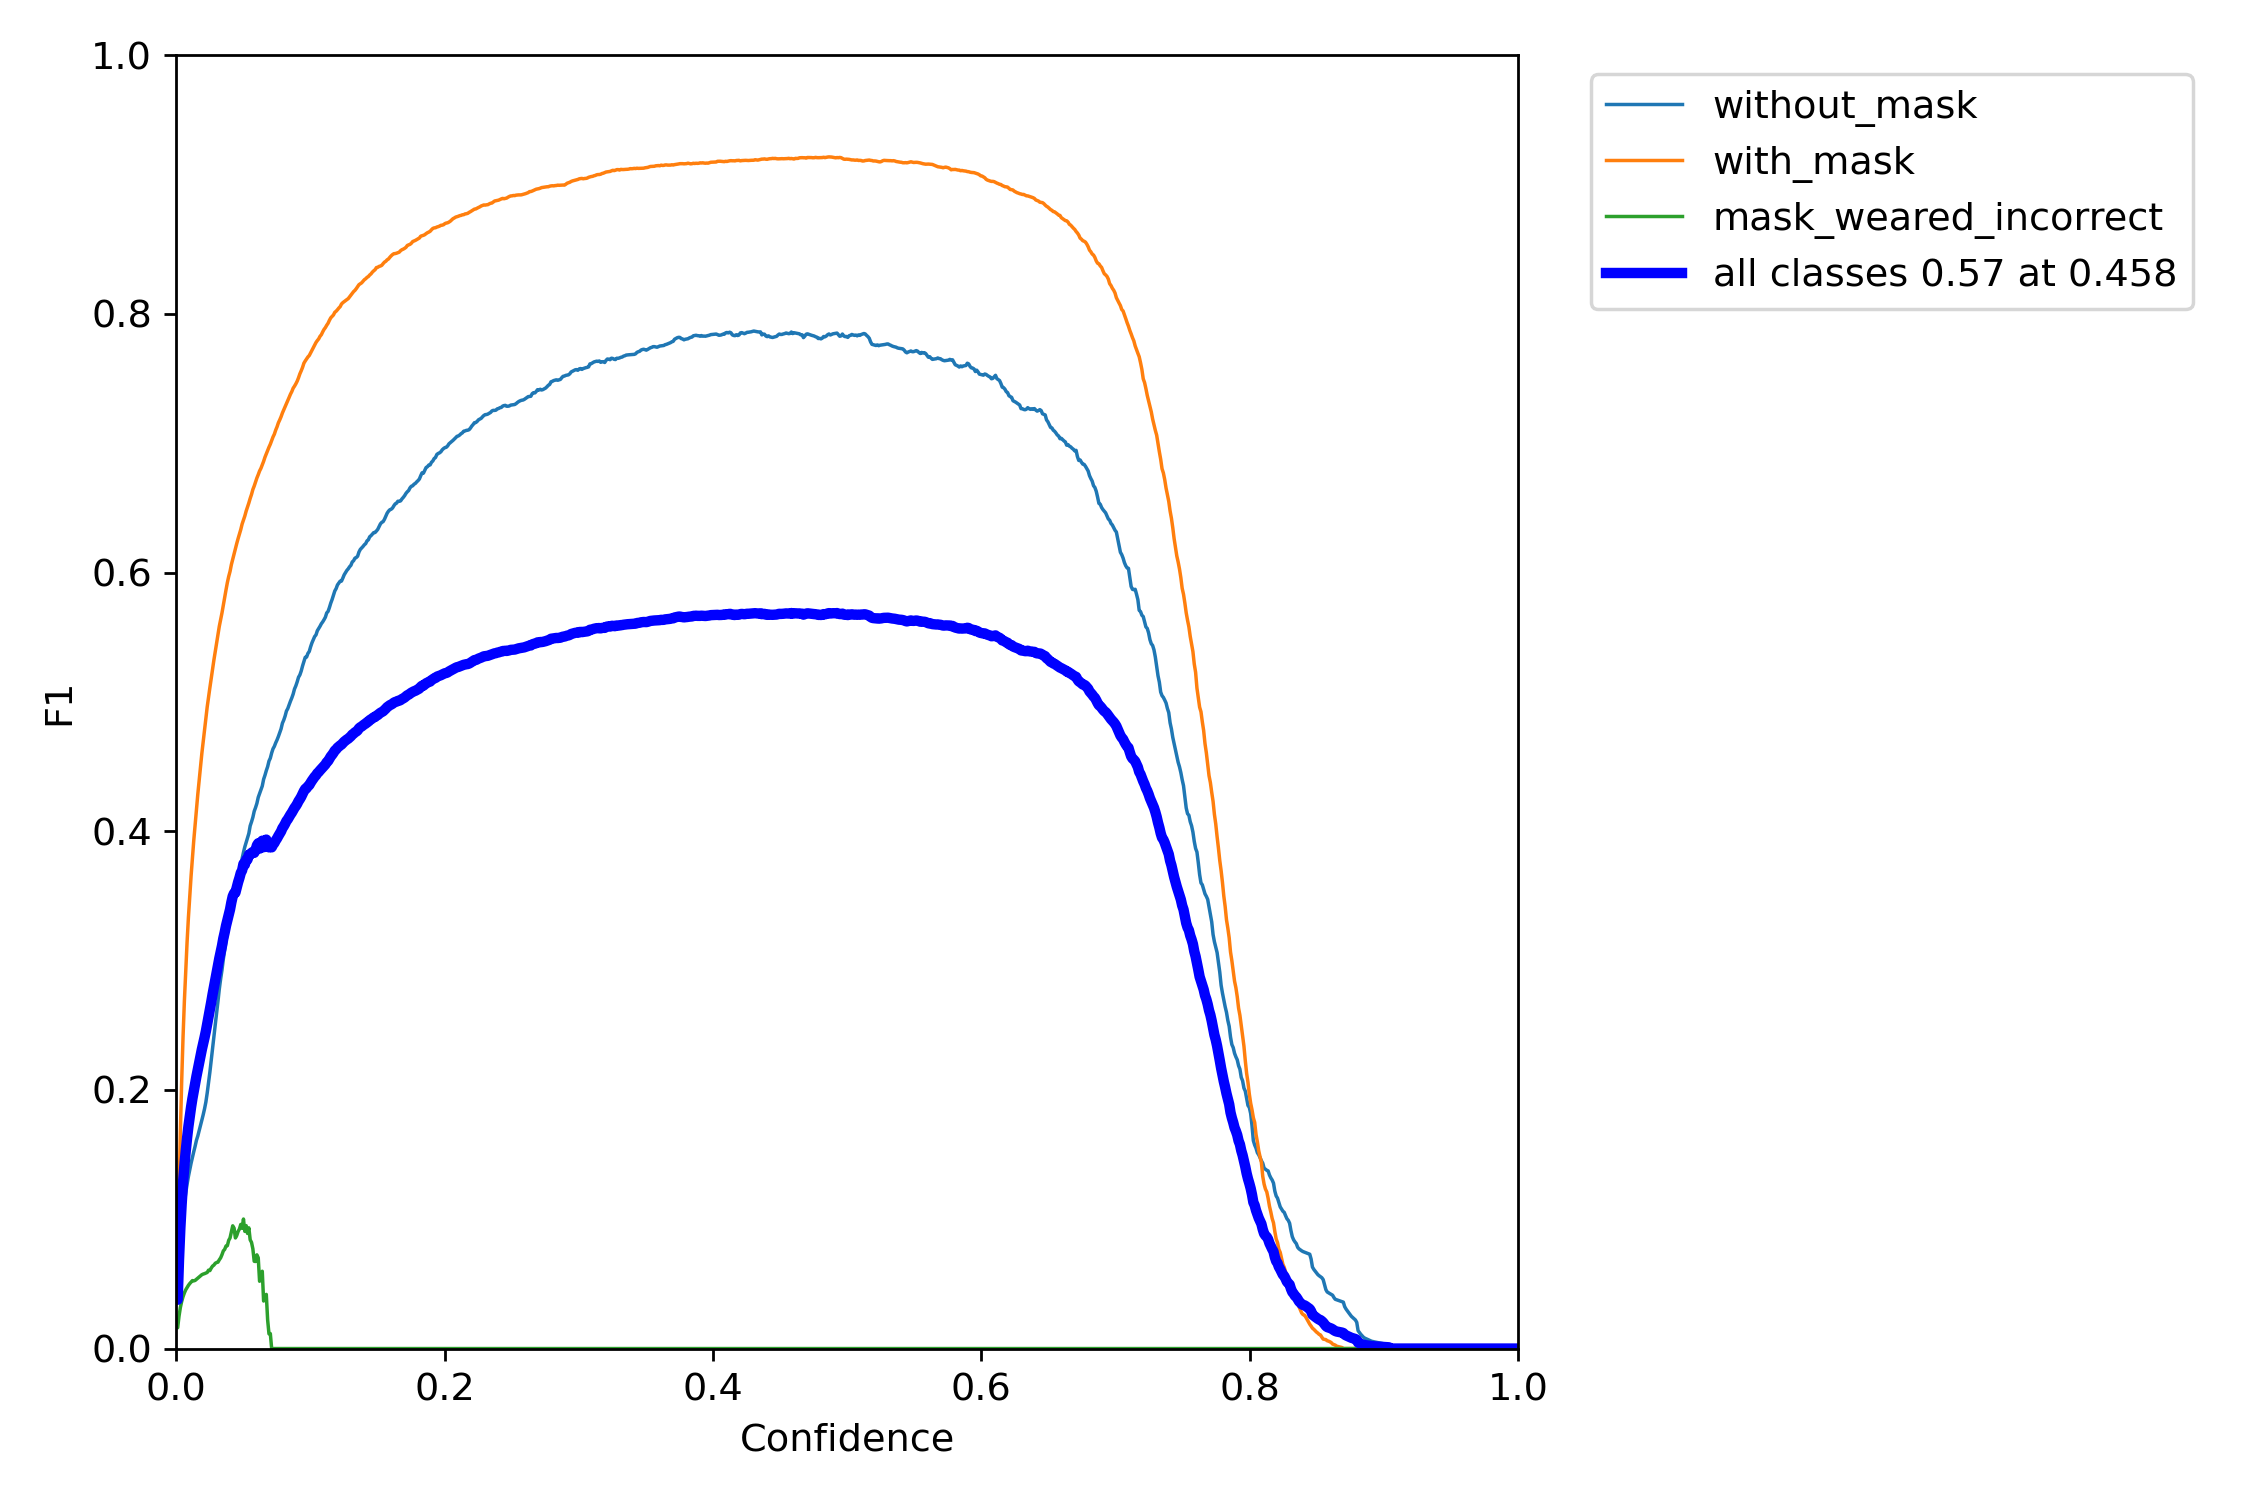 1.0
0.8
0.6
0.4
0.2
0.0
F1
0.0 0.2 0.4 0.6 0.8 1.0
Confidence
without_mask
with_mask
mask_weared_incorrect
all classes 0.57 at 0.458